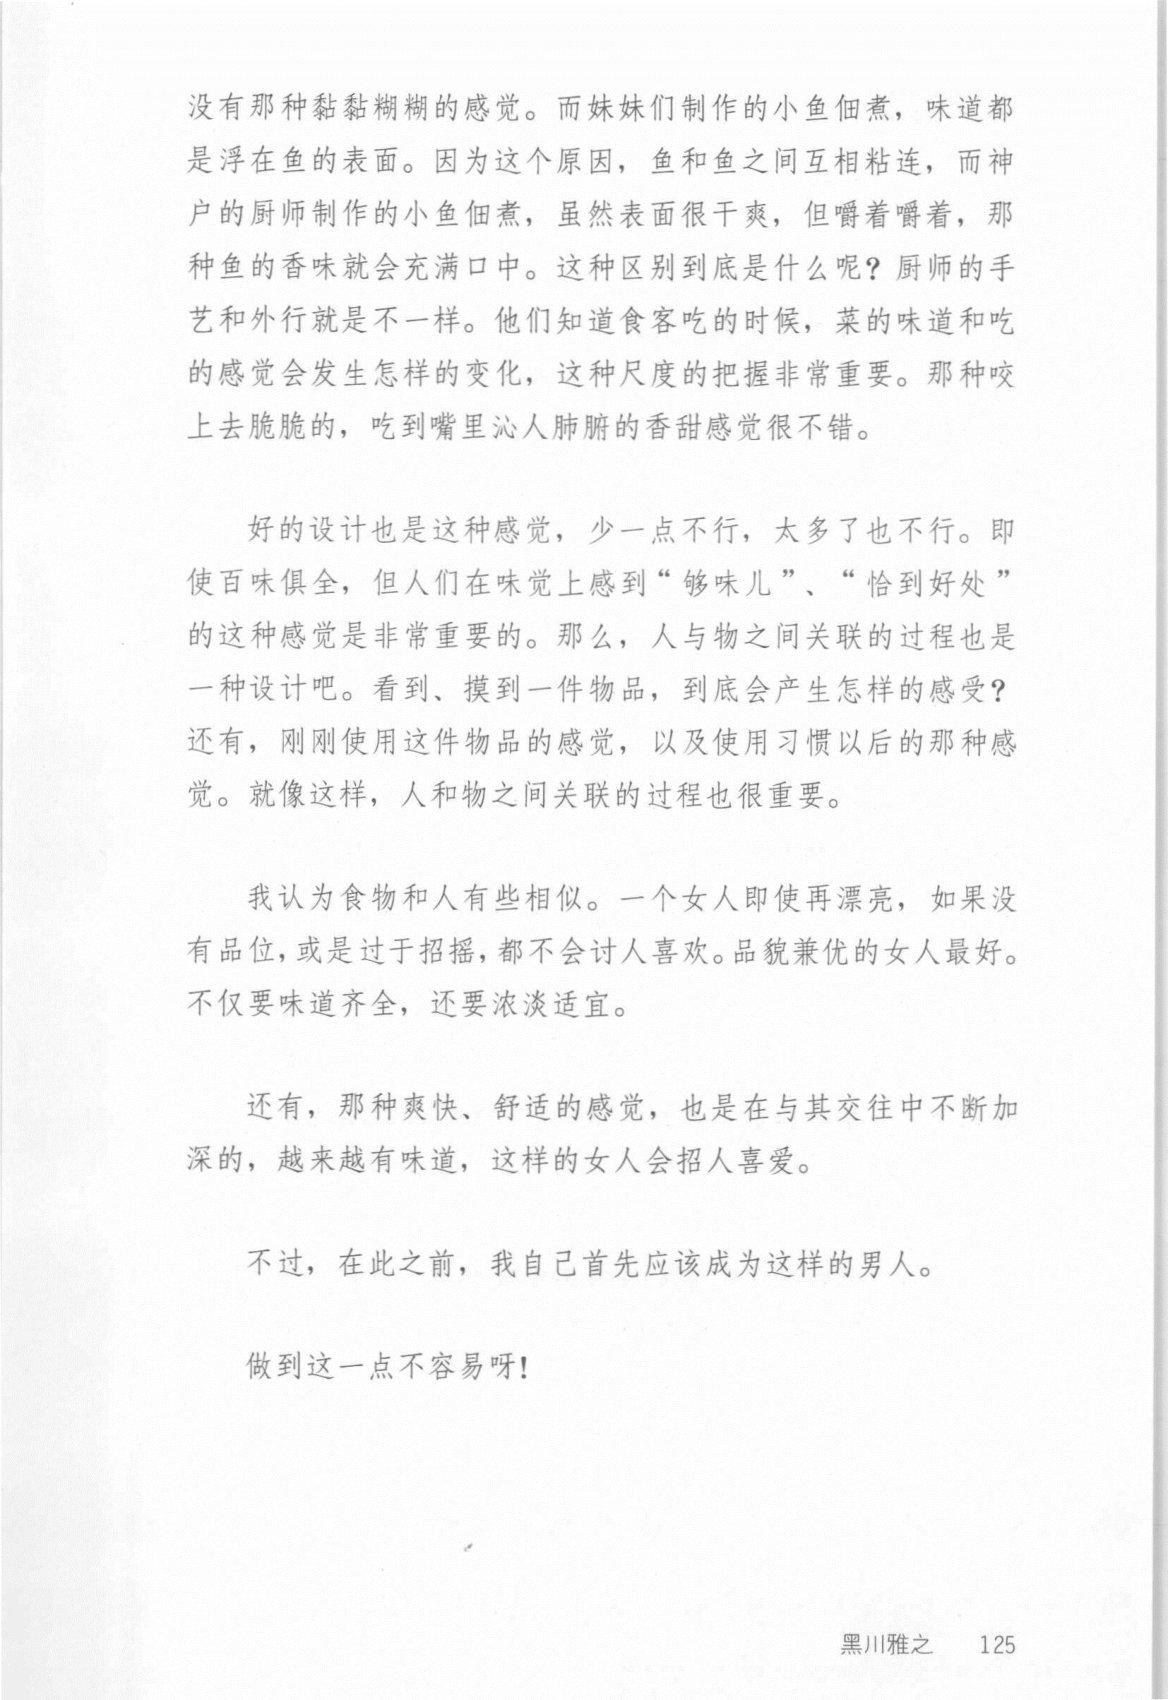 没有那种黏黏糊糊的感觉。而妹妹们制作的小鱼佃煮，味道都
是浮在鱼的表面。因为这个原因，鱼和鱼之间互相粘连，而神
户的厨师制作的小鱼佃煮，虽然表面很干爽，但嚼着嚼着，那
种鱼的香味就会充满口中。这种区别到底是什么呢？厨师的手
艺和外行就是不一样。他们知道食客吃的时候，菜的味道和吃
的感觉会发生怎样的变化，这种尺度的把握非常重要。那种咬
上去脆脆的，吃到嘴里沁人肺腑的香甜感觉很不错。
好的设计也是这种感觉，少一点不行，太多了也不行。即
使百味俱全，但人们在味觉上感到“够味儿”、“恰到好处”
的这种感觉是非常重要的。那么，人与物之间关联的过程也是
一种设计吧。看到、摸到一件物品，到底会产生怎样的感受？
还有，刚刚使用这件物品的感觉，以及使用习惯以后的那种感
觉。就像这样，人和物之间关联的过程也很重要。
我认为食物和人有些相似。一个女人即使再漂亮，如果没
有品位，或是过于招摇，都不会讨人喜欢。品貌兼优的女人最好。
不仅要味道齐全，还要浓淡适宜。
还有，那种爽快、舒适的感觉，也是在与其交往中不断加
深的，越来越有味道，这样的女人会招人喜爱。
不过，在此之前，我自己首先应该成为这样的男人。
做到这一点不容易呀！
黑川雅之 125